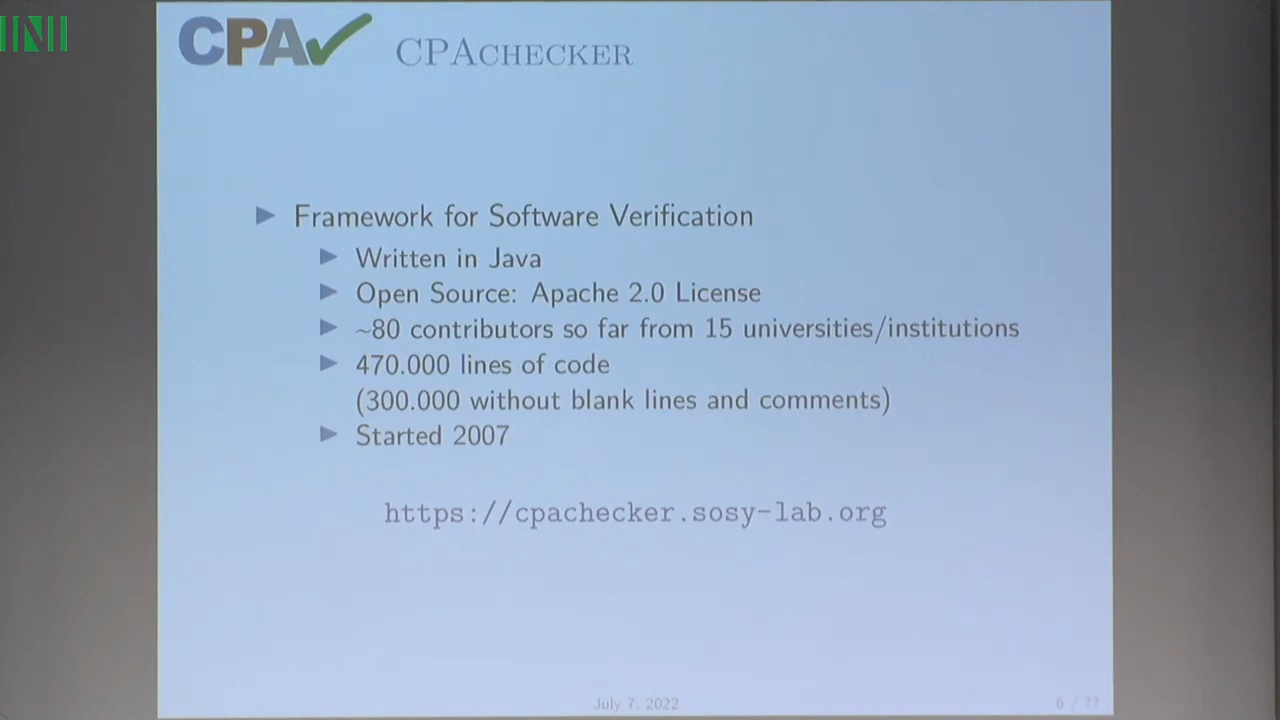 INI
CPA
CPACHECKER
▶ Framework for Software Verification
▶ Written in Java
▶ Open Source: Apache 2.0 License
▶ ~80 contributors so far from 15 universities/institutions
▶ 470.000 lines of code
(300.000 without blank lines and comments)
▶ Started 2007
https://cpachecker.sosy-lab.org
July 7, 2022
6 / ??